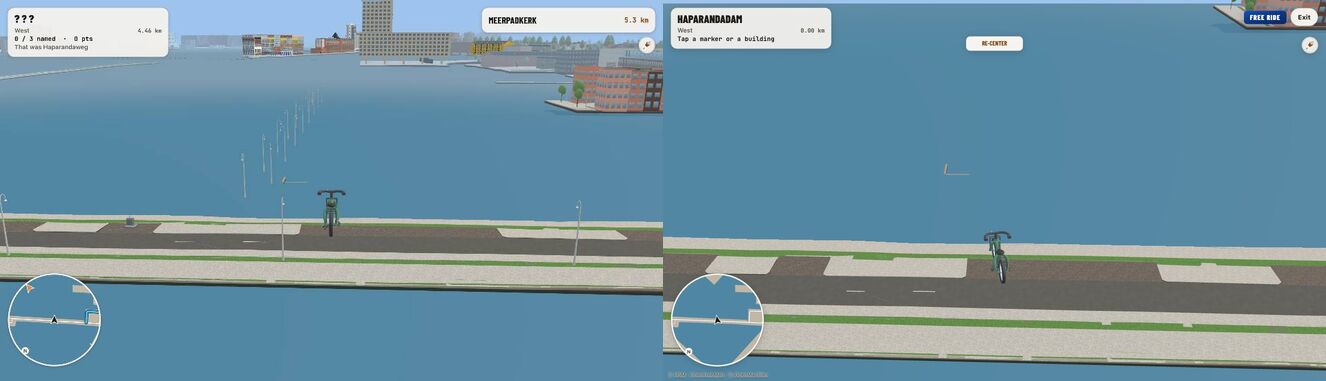 ???
West 4.46 km
0 / 3 named · 0 pts
That was Haparandaweg
MEERPADKERK 5.3 km
N
HAPARANDADAM
West 0.00 km
Tap a marker or a building
RE-CENTER
FREE RIDE
Exit
N